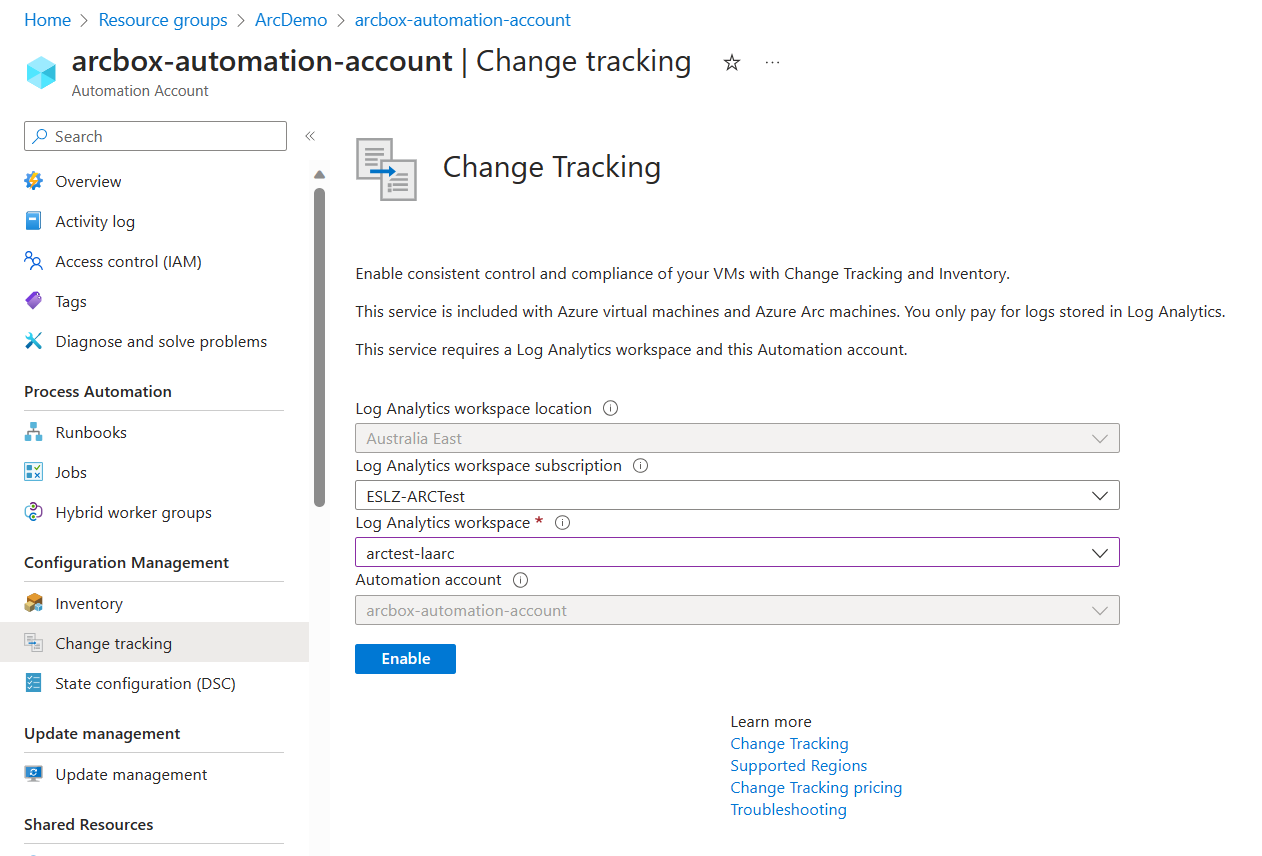 Home > Resource groups > ArcDemo > arcbox-automation-account
arcbox-automation-account | Change tracking
Automation Account
Search
Overview
Activity log
Access control (IAM)
Tags
Diagnose and solve problems
Process Automation
Runbooks
Jobs
Hybrid worker groups
Configuration Management
Inventory
Change tracking
State configuration (DSC)
Update management
Update management
Shared Resources
Change Tracking
Enable consistent control and compliance of your VMs with Change Tracking and Inventory.
This service is included with Azure virtual machines and Azure Arc machines. You only pay for logs stored in Log Analytics.
This service requires a Log Analytics workspace and this Automation account.
Log Analytics workspace location
Australia East
Log Analytics workspace subscription
ESLZ-ARCTest
Log Analytics workspace *
arctest-laarc
Automation account
arcbox-automation-account
Enable
Learn more
Change Tracking
Supported Regions
Change Tracking pricing
Troubleshooting